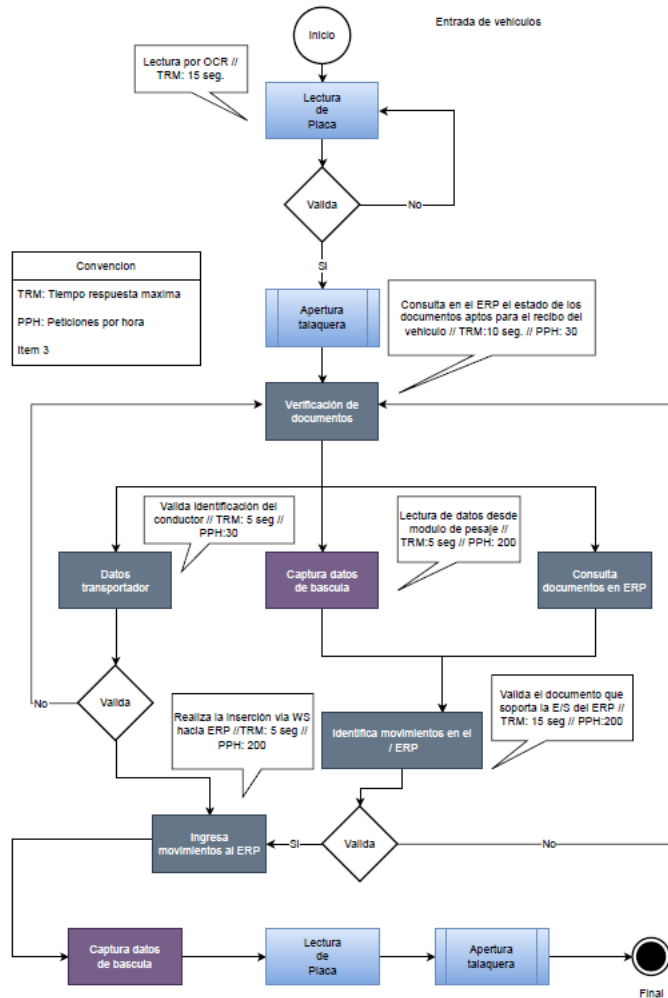 Entrada de vehiculos
Inicio
Lectura por OCR //
TRM: 15 seg.
Lectura
de
Placa
Valida
No
SI
Convencion
TRM: Tiempo respuesta maxima
PPH: Peticiones por hora
Item 3
Apertura
talaquera
Consulta en el ERP el estado de los
documentos aptos para el recibo del
vehiculo // TRM:10 seg. // PPH: 30
Verificación de
documentos
Valida identificación del
conductor // TRM: 5 seg //
PPH:30
Lectura de datos desde
modulo de pesaje //
TRM:5 seg // PPH: 200
Datos
transportador
Captura datos
de bascula
Consulta
documentos en ERP
Valida
No
Realiza la inserción via WS
hacia ERP //TRM: 5 seg //
PPH: 200
Identifica movimientos en el
/ ERP
Valida el documento que
soporta la E/S del ERP //
TRM: 15 seg // PPH:200
Ingresa
movimientos al ERP
SI
Valida
No
Captura datos
de bascula
Lectura
de
Placa
Apertura
talaquera
Final